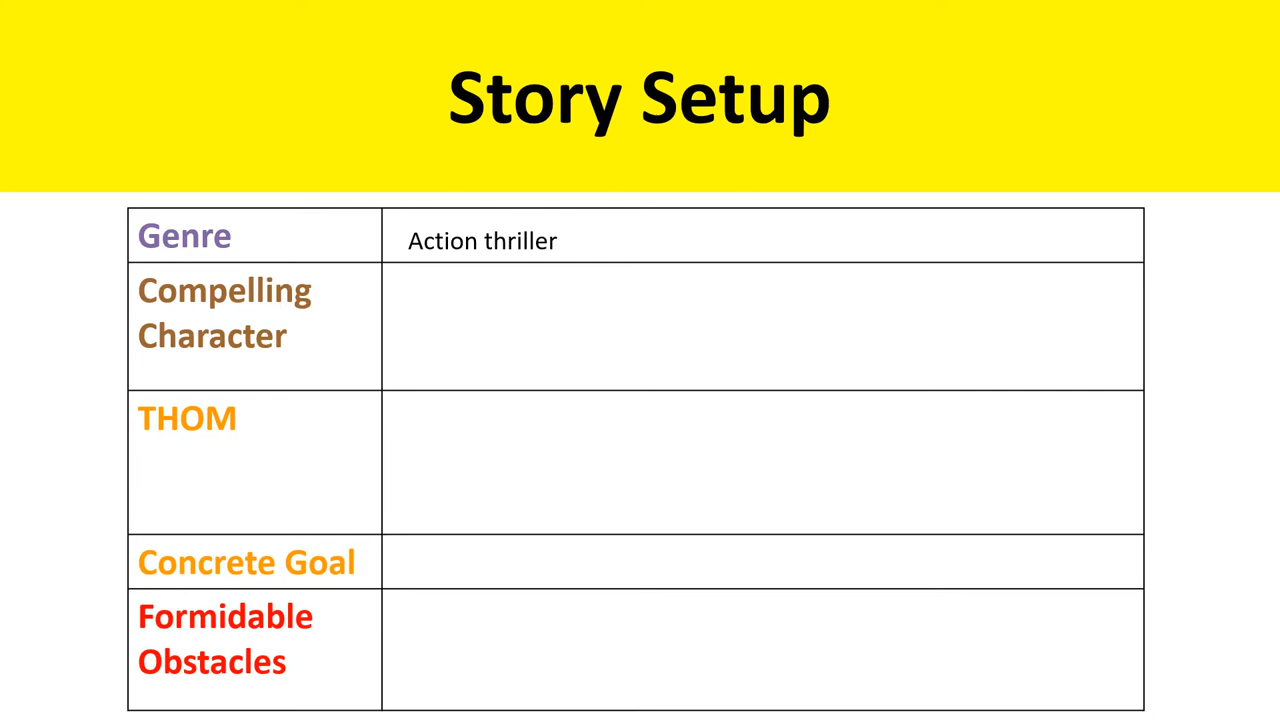 Story Setup
Genre
Action thriller
Compelling
Character
THOM
Concrete Goal
Formidable
Obstacles